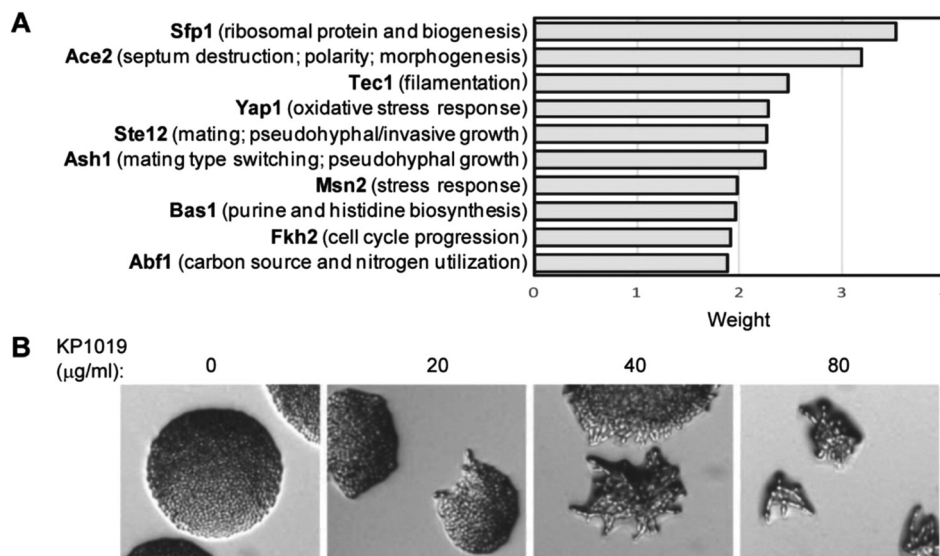 A
Sfp1 (ribosomal protein and biogenesis)
Ace2 (septum destruction; polarity; morphogenesis)
Tec1 (filamentation)
Yap1 (oxidative stress response)
Ste12 (mating; pseudohyphal/invasive growth)
Ash1 (mating type switching; pseudohyphal growth)
Msn2 (stress response)
Bas1 (purine and histidine biosynthesis)
Fkh2 (cell cycle progression)
Abf1 (carbon source and nitrogen utilization)
0 1 2 3
Weight
B KP1019
(μg/ml): 0 20 40 80